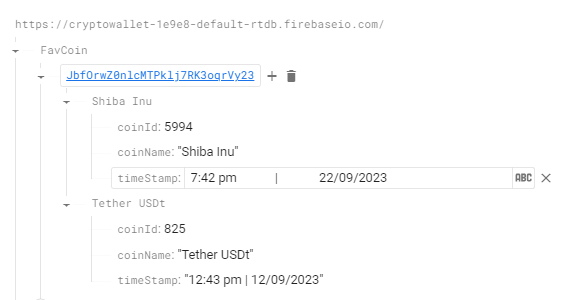 https://cryptowallet-1e9e8-default-rtdb.firebaseio.com/
FavCoin
JbfOrwZ0nlcMTPklj7RK3oqrVy23
Shiba Inu
coinId: 5994
coinName: "Shiba Inu"
timeStamp: 7:42 pm | 22/09/2023 ABC
Tether USDt
coinId: 825
coinName: "Tether USDt"
timeStamp: "12:43 pm | 12/09/2023"